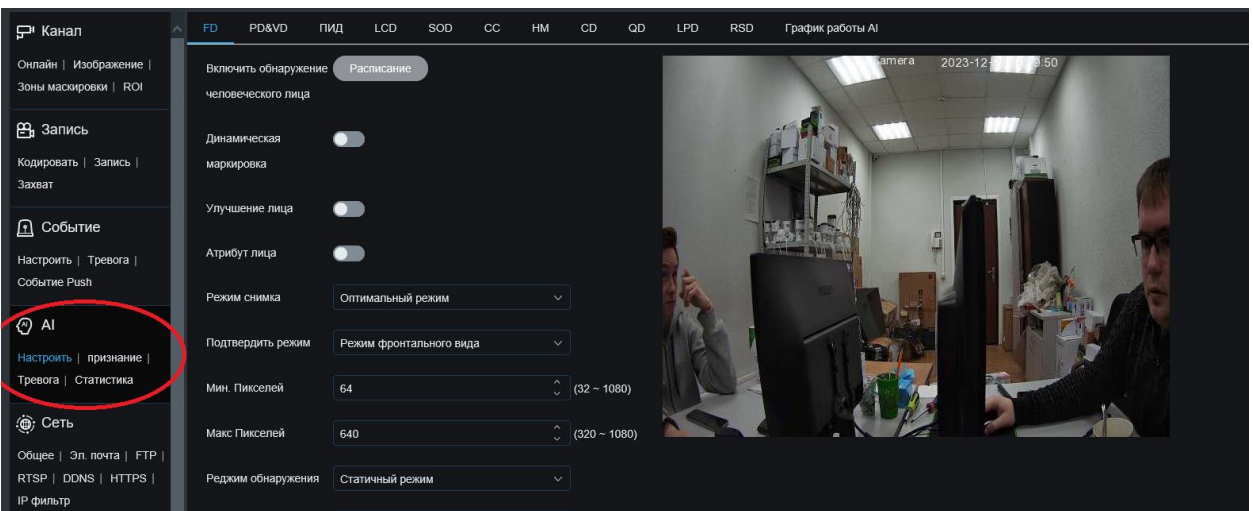 Канал
Онлайн | Изображение |
Зоны маскировки | ROI
Запись
Кодировать | Запись |
Захват
Событие
Настроить | Тревога |
Событие Push
AI
Настроить | признание |
Тревога | Статистика
Сеть
Общее | Эл. почта | FTP |
RTSP | DDNS | HTTPS |
IP фильтр
FD PD&VD ПИД LCD SOD CC HM CD QD LPD RSD График работы AI
Включить обнаружение
человеческого лица
Расписание
Динамическая
маркировка
Улучшение лица
Атрибут лица
Режим снимка Оптимальный режим
Подтвердить режим Режим фронтального вида
Мин. Пикселей 64 (32 ~ 1080)
Макс Пикселей 640 (320 ~ 1080)
Реджим обнаружения Статичный режим
2023-12-
:50